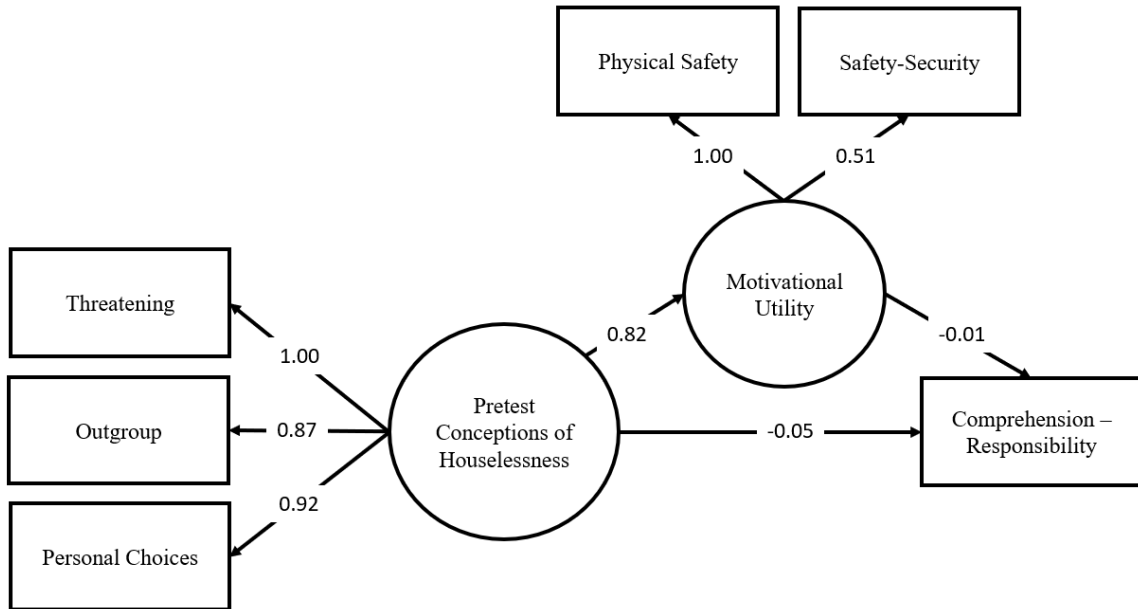 Physical Safety
Safety-Security
1.00
0.51
Motivational
Utility
Threatening
0.82
-0.01
1.00
Pretest
Conceptions of
Houselessness
Outgroup
0.87
-0.05
Comprehension –
Responsibility
0.92
Personal Choices